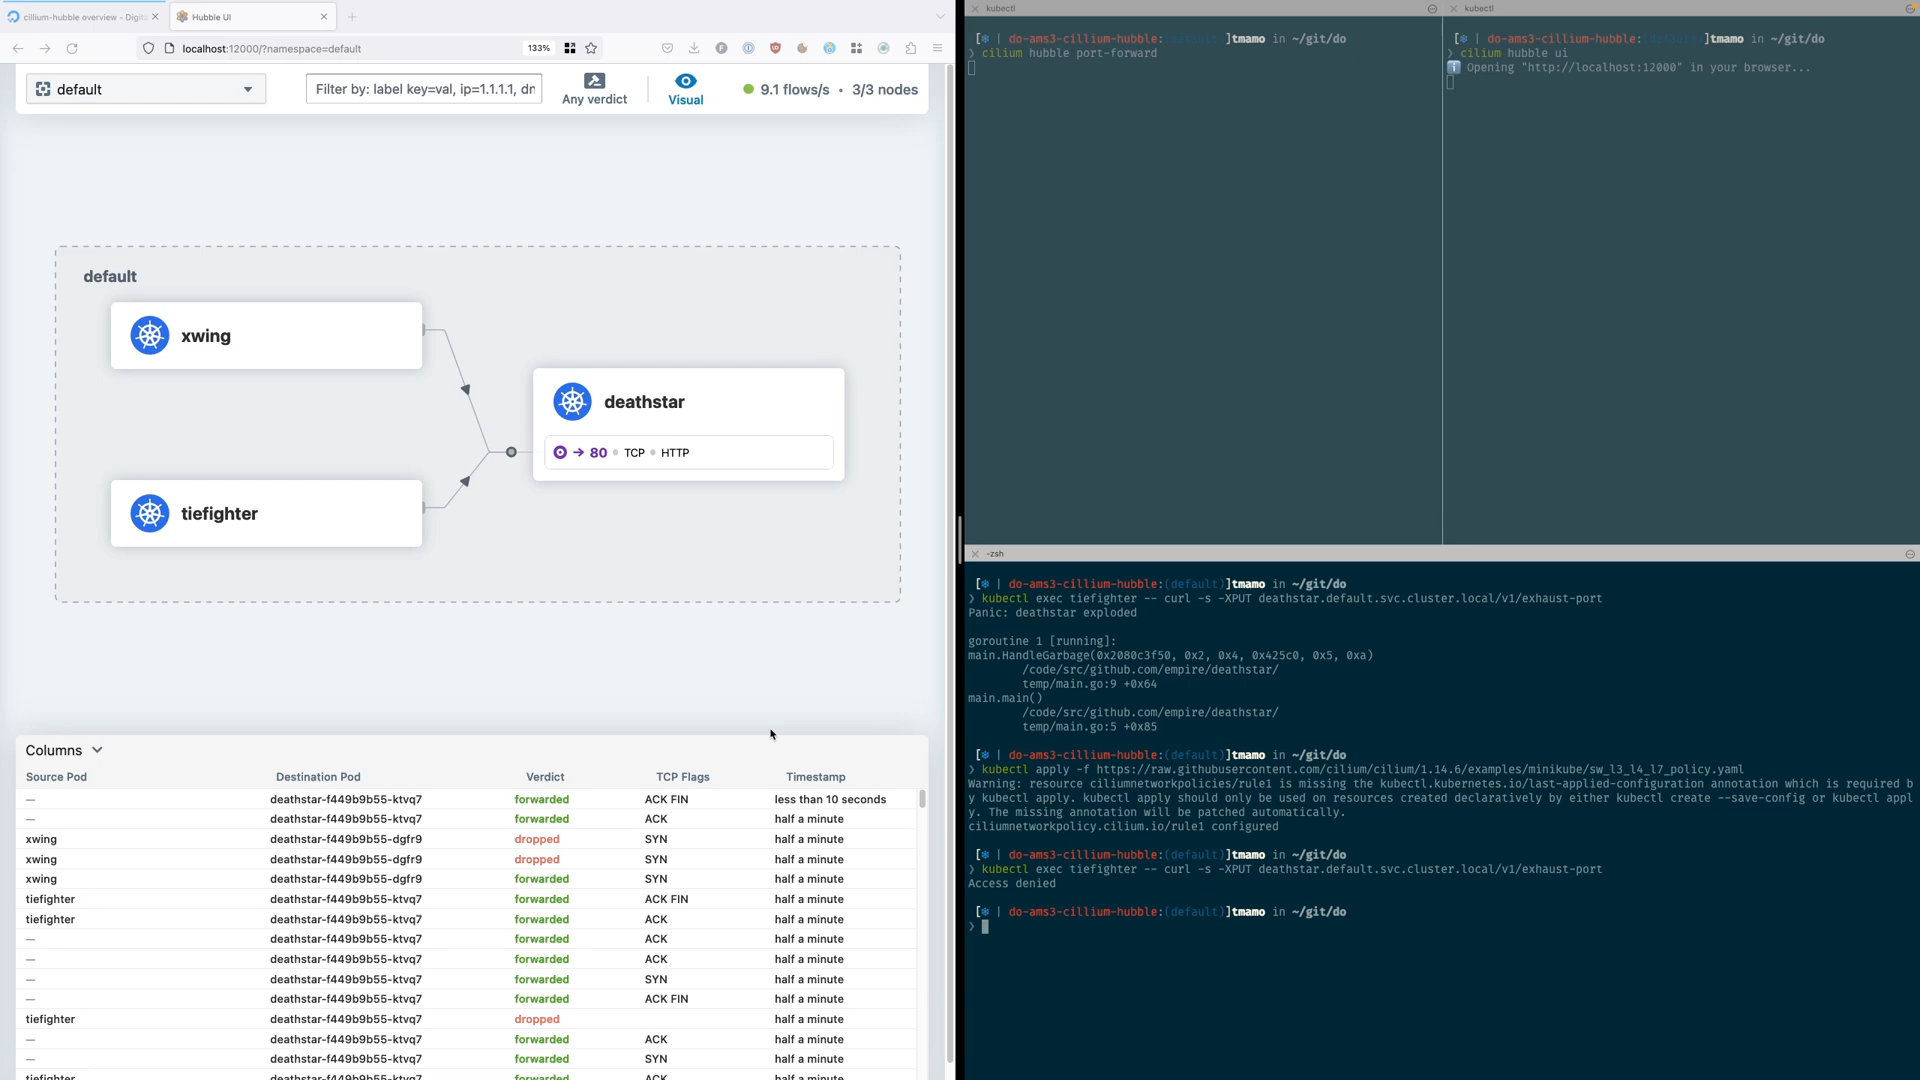 cillium-hubble overview - Digit
Hubble UI
localhost:12000/?namespace=default
133%
default
Filter by: label key=val, ip=1.1.1.1, dr
Any verdict
Visual
9.1 flows/s • 3/3 nodes
default
xwing
deathstar
80 TCP HTTP
tiefighter
Columns
Source Pod Destination Pod Verdict TCP Flags Timestamp
— deathstar-f449b9b55-ktvq7 forwarded ACK FIN less than 10 seconds
— deathstar-f449b9b55-ktvq7 forwarded ACK half a minute
xwing deathstar-f449b9b55-dgfr9 dropped SYN half a minute
xwing deathstar-f449b9b55-dgfr9 dropped SYN half a minute
xwing deathstar-f449b9b55-dgfr9 forwarded SYN half a minute
tiefighter deathstar-f449b9b55-ktvq7 forwarded ACK FIN half a minute
tiefighter deathstar-f449b9b55-ktvq7 forwarded ACK half a minute
— deathstar-f449b9b55-ktvq7 forwarded ACK half a minute
— deathstar-f449b9b55-ktvq7 forwarded ACK half a minute
— deathstar-f449b9b55-ktvq7 forwarded SYN half a minute
— deathstar-f449b9b55-ktvq7 forwarded ACK FIN half a minute
tiefighter deathstar-f449b9b55-ktvq7 dropped half a minute
— deathstar-f449b9b55-ktvq7 forwarded ACK half a minute
— deathstar-f449b9b55-ktvq7 forwarded SYN half a minute
tiefighter deathstar-f449b9b55-ktvq7 forwarded ACK half a minute
kubectl
[⎈ | do-ams3-cillium-hubble:(default)]tmamo in ~/git/do
❯ cilium hubble port-forward
kubectl
[⎈ | do-ams3-cillium-hubble:(default)]tmamo in ~/git/do
❯ cilium hubble ui
ℹ️ Opening "http://localhost:12000" in your browser...
-zsh
[⎈ | do-ams3-cillium-hubble:(default)]tmamo in ~/git/do
❯ kubectl exec tiefighter -- curl -s -XPUT deathstar.default.svc.cluster.local/v1/exhaust-port
Panic: deathstar exploded
goroutine 1 [running]:
main.HandleGarbage(0x2080c3f50, 0x2, 0x4, 0x425c0, 0x5, 0xa)
/code/src/github.com/empire/deathstar/
temp/main.go:9 +0x64
main.main()
/code/src/github.com/empire/deathstar/
temp/main.go:5 +0x85
[⎈ | do-ams3-cillium-hubble:(default)]tmamo in ~/git/do
❯ kubectl apply -f https://raw.githubusercontent.com/cilium/cilium/1.14.6/examples/minikube/sw_l3_l4_l7_policy.yaml
Warning: resource ciliumnetworkpolicies/rule1 is missing the kubectl.kubernetes.io/last-applied-configuration annotation which is required b
y kubectl apply. kubectl apply should only be used on resources created declaratively by either kubectl create --save-config or kubectl appl
y. The missing annotation will be patched automatically.
ciliumnetworkpolicy.cilium.io/rule1 configured
[⎈ | do-ams3-cillium-hubble:(default)]tmamo in ~/git/do
❯ kubectl exec tiefighter -- curl -s -XPUT deathstar.default.svc.cluster.local/v1/exhaust-port
Access denied
[⎈ | do-ams3-cillium-hubble:(default)]tmamo in ~/git/do
❯